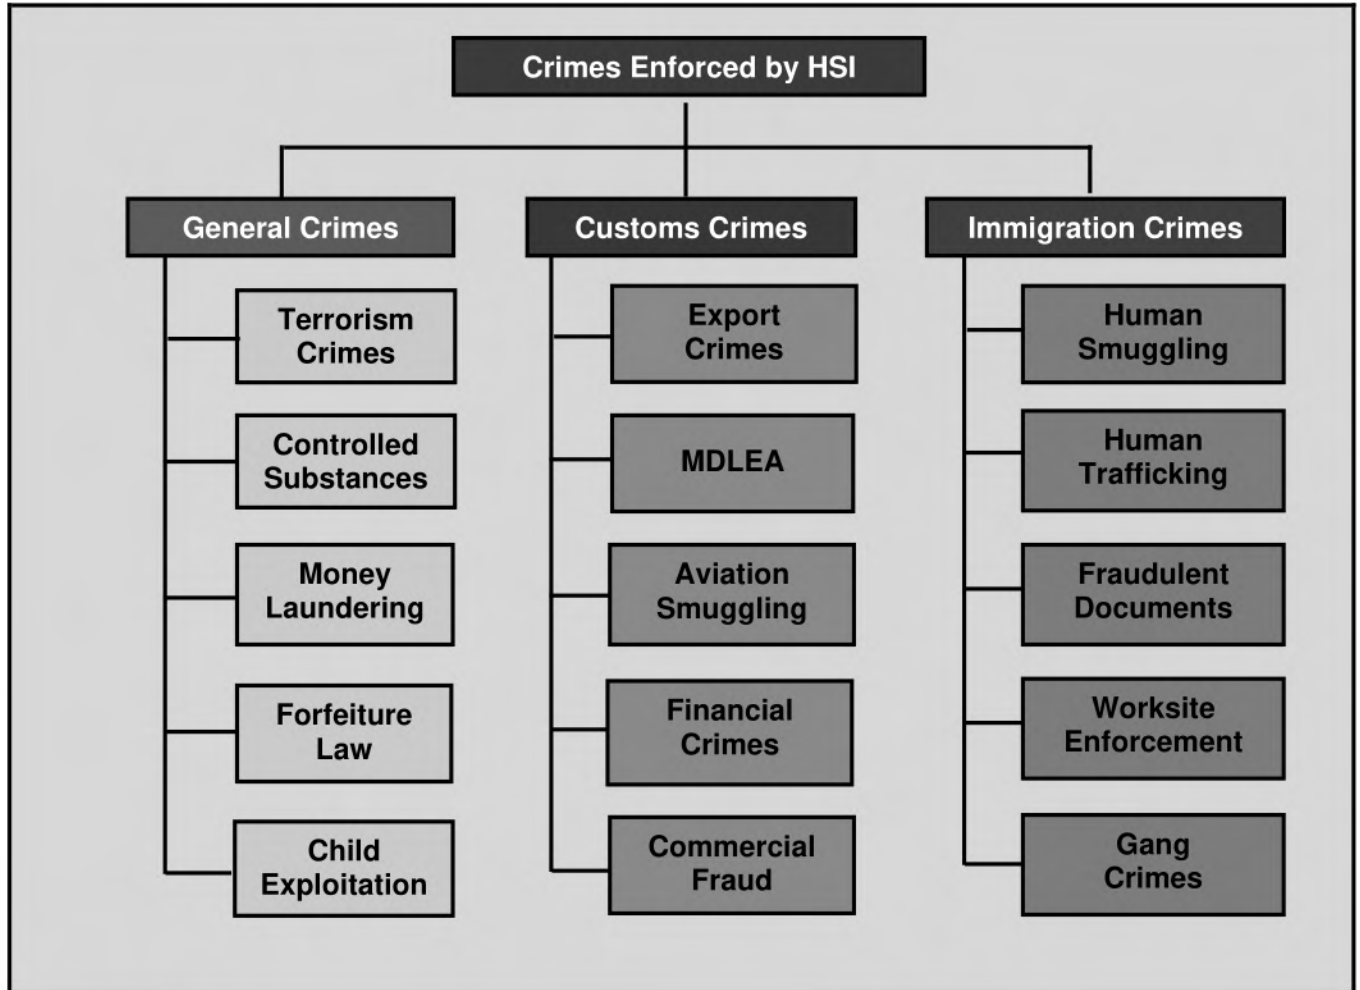 Crimes Enforced by HSI
General Crimes
Terrorism
Crimes
Controlled
Substances
Money
Laundering
Forfeiture
Law
Child
Exploitation
Customs Crimes
Export
Crimes
MDLEA
Aviation
Smuggling
Financial
Crimes
Commercial
Fraud
Immigration Crimes
Human
Smuggling
Human
Trafficking
Fraudulent
Documents
Worksite
Enforcement
Gang
Crimes